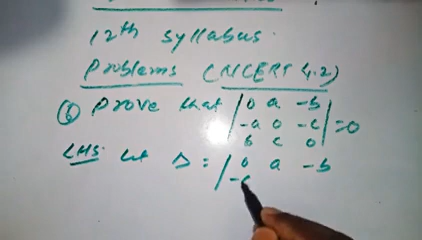 12th syllabus.
Problems (NCERT 4.2)
⑥ Prove that | 0 a -b |
| -a 0 -c | = 0
| b c 0 |
LHS: Let Δ = | 0 a -b